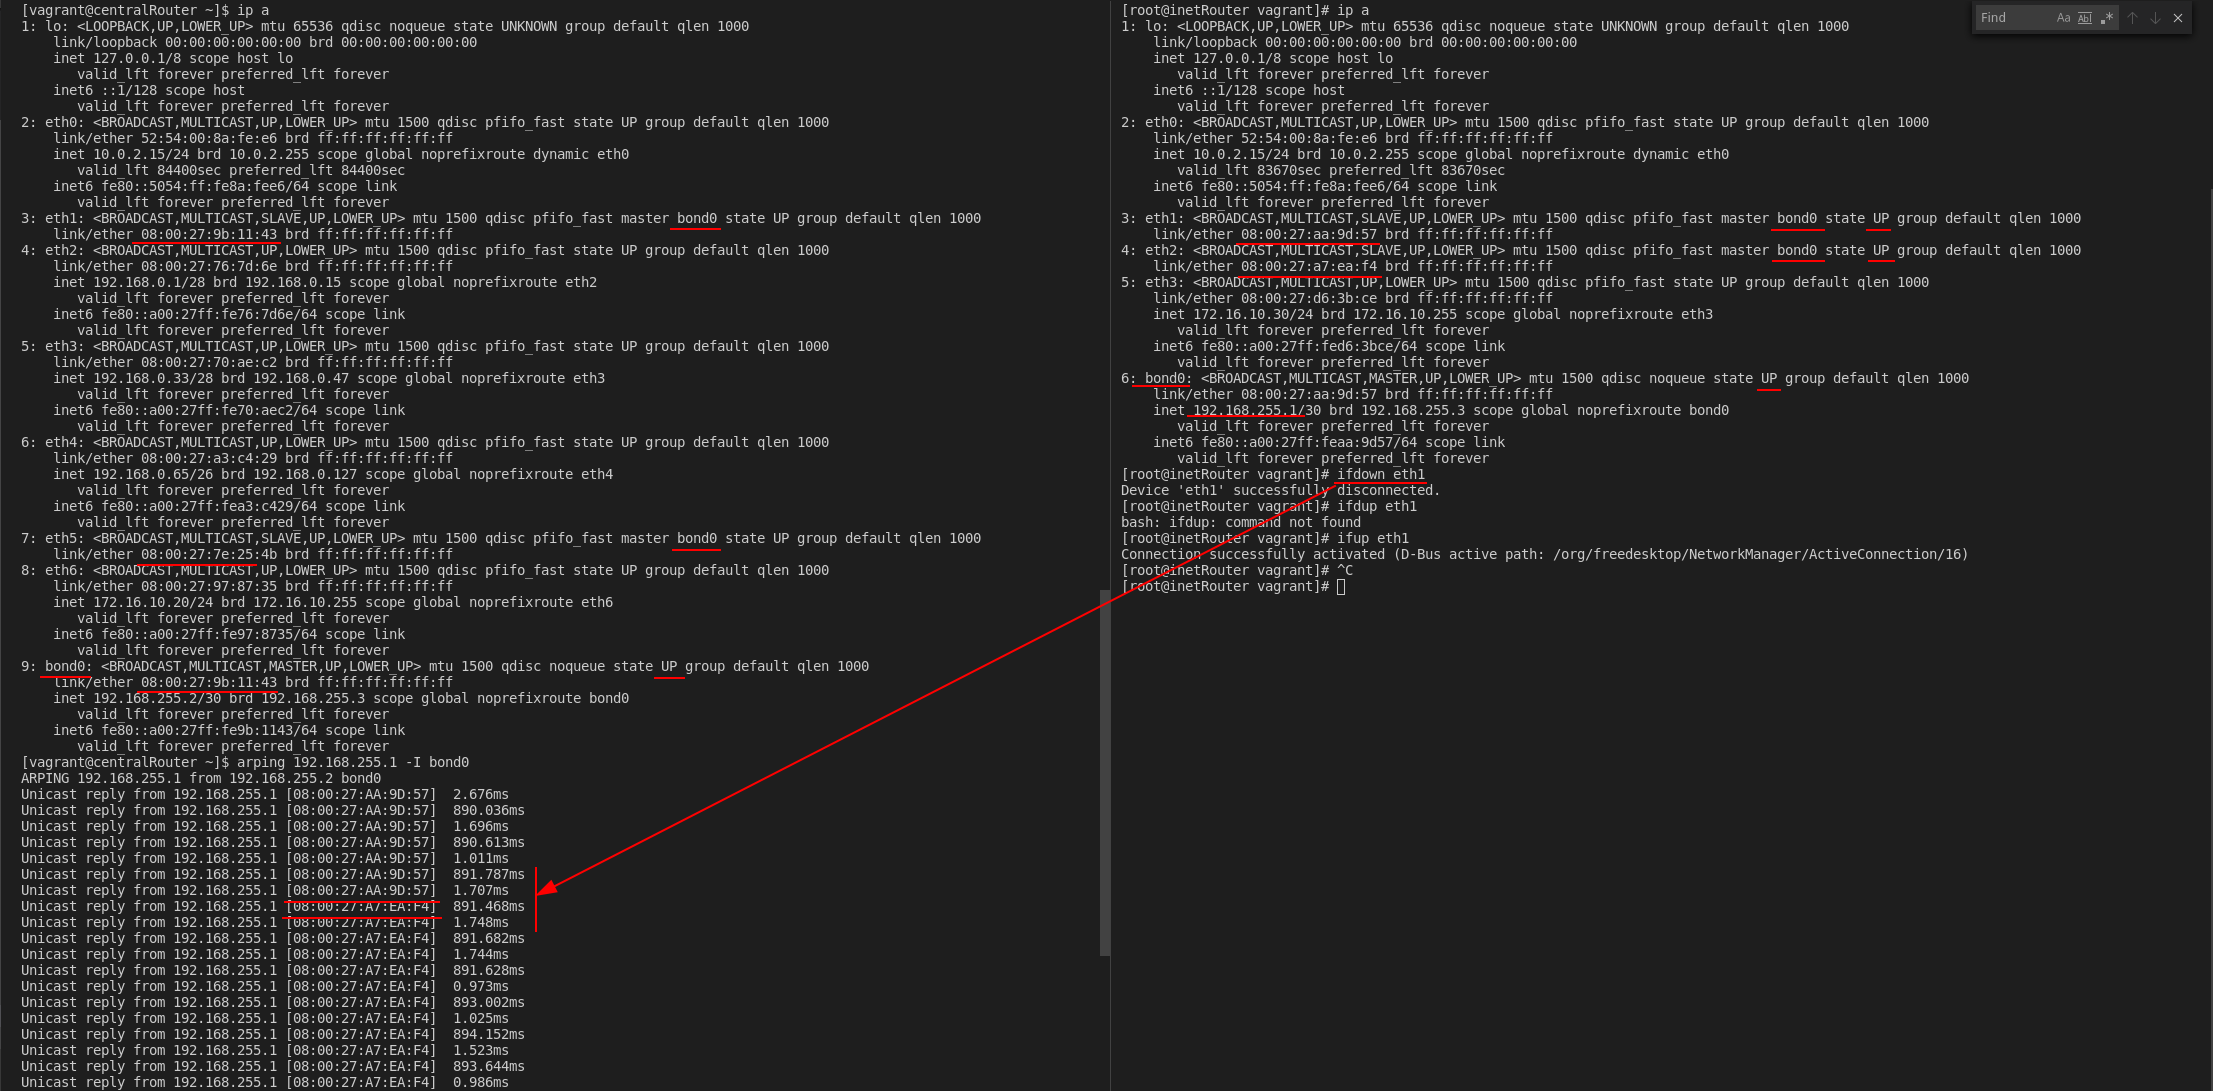 [vagrant@centralRouter ~]$ ip a
1: lo: <LOOPBACK,UP,LOWER_UP> mtu 65536 qdisc noqueue state UNKNOWN group default qlen 1000
link/loopback 00:00:00:00:00:00 brd 00:00:00:00:00:00
inet 127.0.0.1/8 scope host lo
valid_lft forever preferred_lft forever
inet6 ::1/128 scope host
valid_lft forever preferred_lft forever
2: eth0: <BROADCAST,MULTICAST,UP,LOWER_UP> mtu 1500 qdisc pfifo_fast state UP group default qlen 1000
link/ether 52:54:00:8a:fe:e6 brd ff:ff:ff:ff:ff:ff
inet 10.0.2.15/24 brd 10.0.2.255 scope global noprefixroute dynamic eth0
valid_lft 84400sec preferred_lft 84400sec
inet6 fe80::5054:ff:fe8a:fee6/64 scope link
valid_lft forever preferred_lft forever
3: eth1: <BROADCAST,MULTICAST,SLAVE,UP,LOWER_UP> mtu 1500 qdisc pfifo_fast master bond0 state UP group default qlen 1000
link/ether 08:00:27:9b:11:43 brd ff:ff:ff:ff:ff:ff
4: eth2: <BROADCAST,MULTICAST,UP,LOWER_UP> mtu 1500 qdisc pfifo_fast state UP group default qlen 1000
link/ether 08:00:27:76:7d:6e brd ff:ff:ff:ff:ff:ff
inet 192.168.0.1/28 brd 192.168.0.15 scope global noprefixroute eth2
valid_lft forever preferred_lft forever
inet6 fe80::a00:27ff:fe76:7d6e/64 scope link
valid_lft forever preferred_lft forever
5: eth3: <BROADCAST,MULTICAST,UP,LOWER_UP> mtu 1500 qdisc pfifo_fast state UP group default qlen 1000
link/ether 08:00:27:70:ae:c2 brd ff:ff:ff:ff:ff:ff
inet 192.168.0.33/28 brd 192.168.0.47 scope global noprefixroute eth3
valid_lft forever preferred_lft forever
inet6 fe80::a00:27ff:fe70:aec2/64 scope link
valid_lft forever preferred_lft forever
6: eth4: <BROADCAST,MULTICAST,UP,LOWER_UP> mtu 1500 qdisc pfifo_fast state UP group default qlen 1000
link/ether 08:00:27:a3:c4:29 brd ff:ff:ff:ff:ff:ff
inet 192.168.0.65/26 brd 192.168.0.127 scope global noprefixroute eth4
valid_lft forever preferred_lft forever
inet6 fe80::a00:27ff:fea3:c429/64 scope link
valid_lft forever preferred_lft forever
7: eth5: <BROADCAST,MULTICAST,SLAVE,UP,LOWER_UP> mtu 1500 qdisc pfifo_fast master bond0 state UP group default qlen 1000
link/ether 08:00:27:7e:25:4b brd ff:ff:ff:ff:ff:ff
8: eth6: <BROADCAST,MULTICAST,UP,LOWER_UP> mtu 1500 qdisc pfifo_fast state UP group default qlen 1000
link/ether 08:00:27:97:87:35 brd ff:ff:ff:ff:ff:ff
inet 172.16.10.20/24 brd 172.16.10.255 scope global noprefixroute eth6
valid_lft forever preferred_lft forever
inet6 fe80::a00:27ff:fe97:8735/64 scope link
valid_lft forever preferred_lft forever
9: bond0: <BROADCAST,MULTICAST,MASTER,UP,LOWER_UP> mtu 1500 qdisc noqueue state UP group default qlen 1000
link/ether 08:00:27:9b:11:43 brd ff:ff:ff:ff:ff:ff
inet 192.168.255.2/30 brd 192.168.255.3 scope global noprefixroute bond0
valid_lft forever preferred_lft forever
inet6 fe80::a00:27ff:fe9b:1143/64 scope link
valid_lft forever preferred_lft forever
[vagrant@centralRouter ~]$ arping 192.168.255.1 -I bond0
ARPING 192.168.255.1 from 192.168.255.2 bond0
Unicast reply from 192.168.255.1 [08:00:27:AA:9D:57]  2.676ms
Unicast reply from 192.168.255.1 [08:00:27:AA:9D:57]  890.036ms
Unicast reply from 192.168.255.1 [08:00:27:AA:9D:57]  1.696ms
Unicast reply from 192.168.255.1 [08:00:27:AA:9D:57]  890.613ms
Unicast reply from 192.168.255.1 [08:00:27:AA:9D:57]  1.011ms
Unicast reply from 192.168.255.1 [08:00:27:AA:9D:57]  891.787ms
Unicast reply from 192.168.255.1 [08:00:27:AA:9D:57]  1.707ms
Unicast reply from 192.168.255.1 [08:00:27:A7:EA:F4]  891.468ms
Unicast reply from 192.168.255.1 [08:00:27:A7:EA:F4]  1.748ms
Unicast reply from 192.168.255.1 [08:00:27:A7:EA:F4]  891.682ms
Unicast reply from 192.168.255.1 [08:00:27:A7:EA:F4]  1.744ms
Unicast reply from 192.168.255.1 [08:00:27:A7:EA:F4]  891.628ms
Unicast reply from 192.168.255.1 [08:00:27:A7:EA:F4]  0.973ms
Unicast reply from 192.168.255.1 [08:00:27:A7:EA:F4]  893.002ms
Unicast reply from 192.168.255.1 [08:00:27:A7:EA:F4]  1.025ms
Unicast reply from 192.168.255.1 [08:00:27:A7:EA:F4]  894.152ms
Unicast reply from 192.168.255.1 [08:00:27:A7:EA:F4]  1.523ms
Unicast reply from 192.168.255.1 [08:00:27:A7:EA:F4]  893.644ms
Unicast reply from 192.168.255.1 [08:00:27:A7:EA:F4]  0.986ms
[root@inetRouter vagrant]# ip a
1: lo: <LOOPBACK,UP,LOWER_UP> mtu 65536 qdisc noqueue state UNKNOWN group default qlen 1000
link/loopback 00:00:00:00:00:00 brd 00:00:00:00:00:00
inet 127.0.0.1/8 scope host lo
valid_lft forever preferred_lft forever
inet6 ::1/128 scope host
valid_lft forever preferred_lft forever
2: eth0: <BROADCAST,MULTICAST,UP,LOWER_UP> mtu 1500 qdisc pfifo_fast state UP group default qlen 1000
link/ether 52:54:00:8a:fe:e6 brd ff:ff:ff:ff:ff:ff
inet 10.0.2.15/24 brd 10.0.2.255 scope global noprefixroute dynamic eth0
valid_lft 83670sec preferred_lft 83670sec
inet6 fe80::5054:ff:fe8a:fee6/64 scope link
valid_lft forever preferred_lft forever
3: eth1: <BROADCAST,MULTICAST,SLAVE,UP,LOWER_UP> mtu 1500 qdisc pfifo_fast master bond0 state UP group default qlen 1000
link/ether 08:00:27:aa:9d:57 brd ff:ff:ff:ff:ff:ff
4: eth2: <BROADCAST,MULTICAST,SLAVE,UP,LOWER_UP> mtu 1500 qdisc pfifo_fast master bond0 state UP group default qlen 1000
link/ether 08:00:27:a7:ea:f4 brd ff:ff:ff:ff:ff:ff
5: eth3: <BROADCAST,MULTICAST,UP,LOWER_UP> mtu 1500 qdisc pfifo_fast state UP group default qlen 1000
link/ether 08:00:27:d6:3b:ce brd ff:ff:ff:ff:ff:ff
inet 172.16.10.30/24 brd 172.16.10.255 scope global noprefixroute eth3
valid_lft forever preferred_lft forever
inet6 fe80::a00:27ff:fed6:3bce/64 scope link
valid_lft forever preferred_lft forever
6: bond0: <BROADCAST,MULTICAST,MASTER,UP,LOWER_UP> mtu 1500 qdisc noqueue state UP group default qlen 1000
link/ether 08:00:27:aa:9d:57 brd ff:ff:ff:ff:ff:ff
inet 192.168.255.1/30 brd 192.168.255.3 scope global noprefixroute bond0
valid_lft forever preferred_lft forever
inet6 fe80::a00:27ff:feaa:9d57/64 scope link
valid_lft forever preferred_lft forever
[root@inetRouter vagrant]# ifdown eth1
Device 'eth1' successfully disconnected.
[root@inetRouter vagrant]# ifdup eth1
bash: ifdup: command not found
[root@inetRouter vagrant]# ifup eth1
Connection successfully activated (D-Bus active path: /org/freedesktop/NetworkManager/ActiveConnection/16)
[root@inetRouter vagrant]# ^C
[root@inetRouter vagrant]#
Find
Aa Abl .*